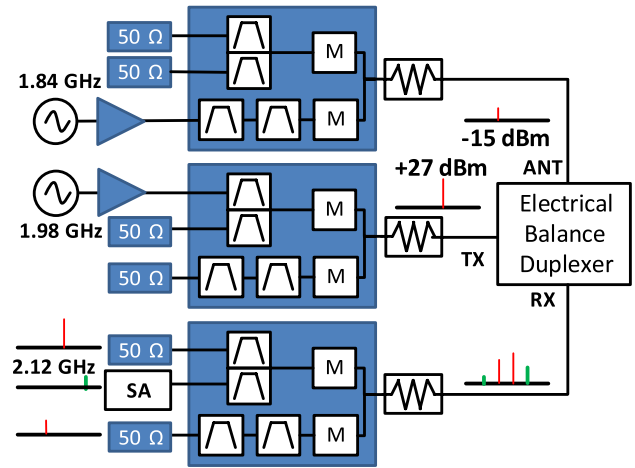 50 Ω
M
50 Ω
1.84 GHz
M
-15 dBm
ANT
+27 dBm
50 Ω
M
1.98 GHz
TX
Electrical
Balance
Duplexer
50 Ω
M
RX
50 Ω
M
2.12 GHz
SA
50 Ω
M